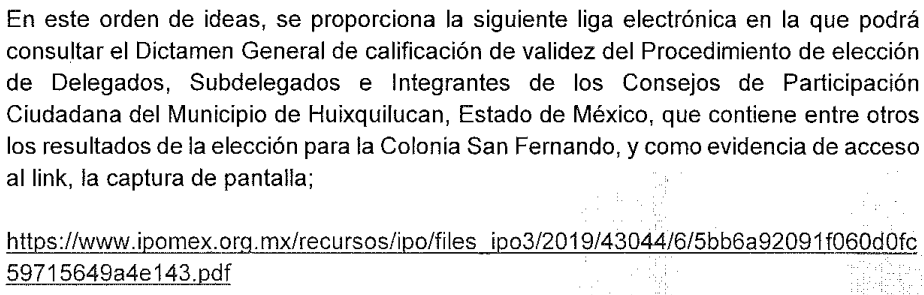 En este orden de ideas, se proporciona la siguiente liga electrónica en la que podrá
consultar el Dictamen General de calificación de validez del Procedimiento de elección
de Delegados, Subdelegados e Integrantes de los Consejos de Participación
Ciudadana del Municipio de Huixquilucan, Estado de México, que contiene entre otros
los resultados de la elección para la Colonia San Fernando, y como evidencia de acceso
al link, la captura de pantalla;
https://www.ipomex.org.mx/recursos/ipo/files_ipo3/2019/43044/6/5bb6a92091f060d0fc
59715649a4e143.pdf